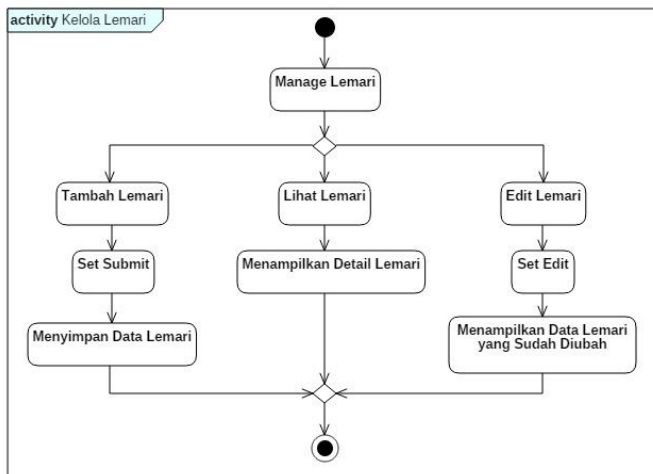 activity Kelola Lemari
Manage Lemari
Tambah Lemari
Lihat Lemari
Edit Lemari
Set Submit
Menampilkan Detail Lemari
Set Edit
Menyimpan Data Lemari
Menampilkan Data Lemari
yang Sudah Diubah